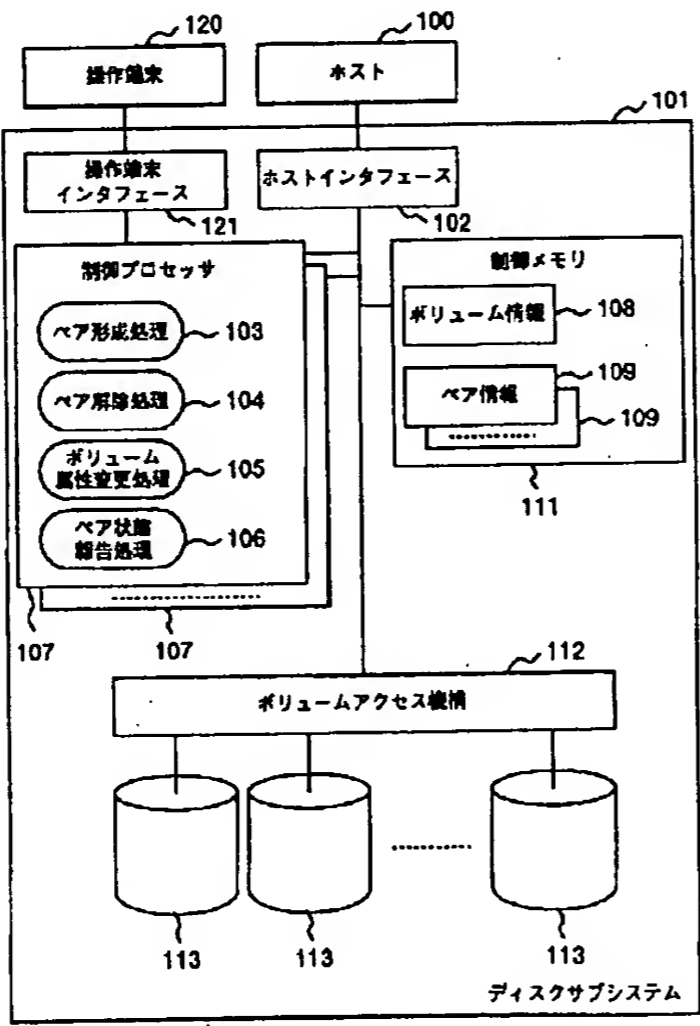 120
100
操作端末
ホスト
101
操作端末
インタフェース
ホストインタフェース
121
102
制御プロセッサ
制御メモリ
ペア形成処理
103
ボリューム情報
108
ペア解除処理
104
ペア情報
109
109
ボリューム
属性変更処理
105
ペア状態
報告処理
106
111
107
107
112
ボリュームアクセス機構
113
113
113
ディスクサブシステム